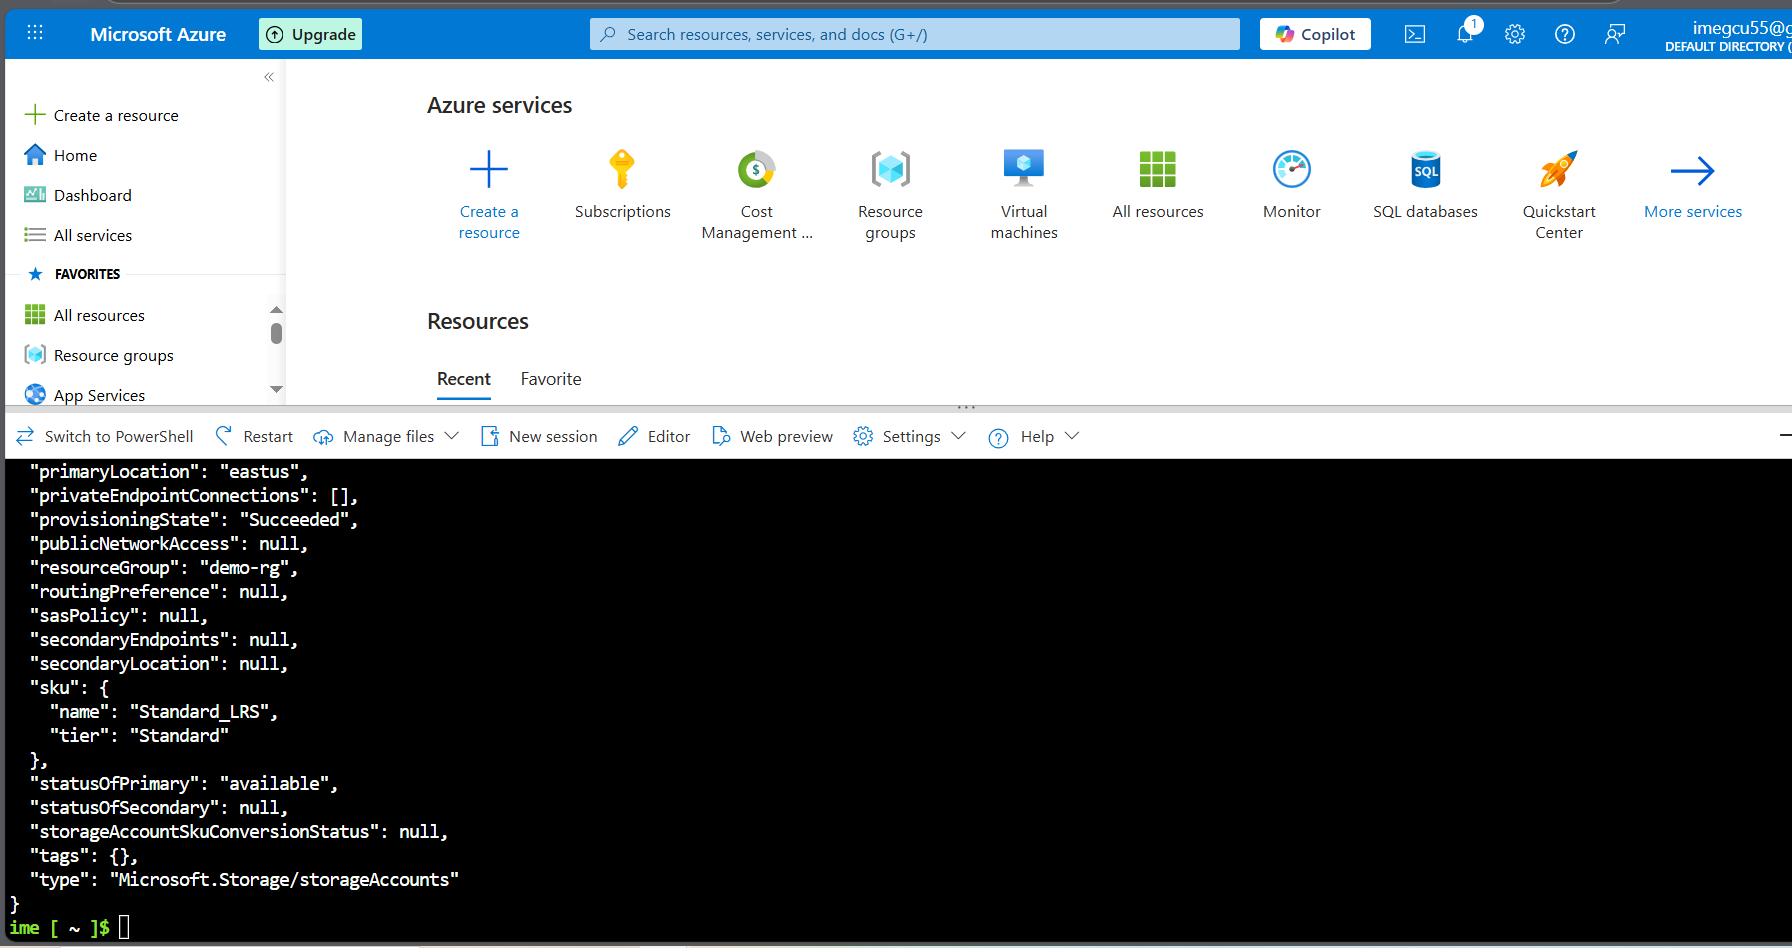 Microsoft Azure
Upgrade
Search resources, services, and docs (G+/)
Copilot
1
imegcu55@g
DEFAULT DIRECTORY (
Create a resource
Home
Dashboard
All services
FAVORITES
All resources
Resource groups
App Services
Azure services
Create a resource
Subscriptions
Cost Management ...
Resource groups
Virtual machines
All resources
Monitor
SQL
SQL databases
Quickstart Center
More services
Resources
Recent Favorite
Switch to PowerShell Restart Manage files New session Editor Web preview Settings Help
"primaryLocation": "eastus",
"privateEndpointConnections": [],
"provisioningState": "Succeeded",
"publicNetworkAccess": null,
"resourceGroup": "demo-rg",
"routingPreference": null,
"sasPolicy": null,
"secondaryEndpoints": null,
"secondaryLocation": null,
"sku": {
"name": "Standard_LRS",
"tier": "Standard"
},
"statusOfPrimary": "available",
"statusOfSecondary": null,
"storageAccountSkuConversionStatus": null,
"tags": {},
"type": "Microsoft.Storage/storageAccounts"
}
ime [ ~ ]$